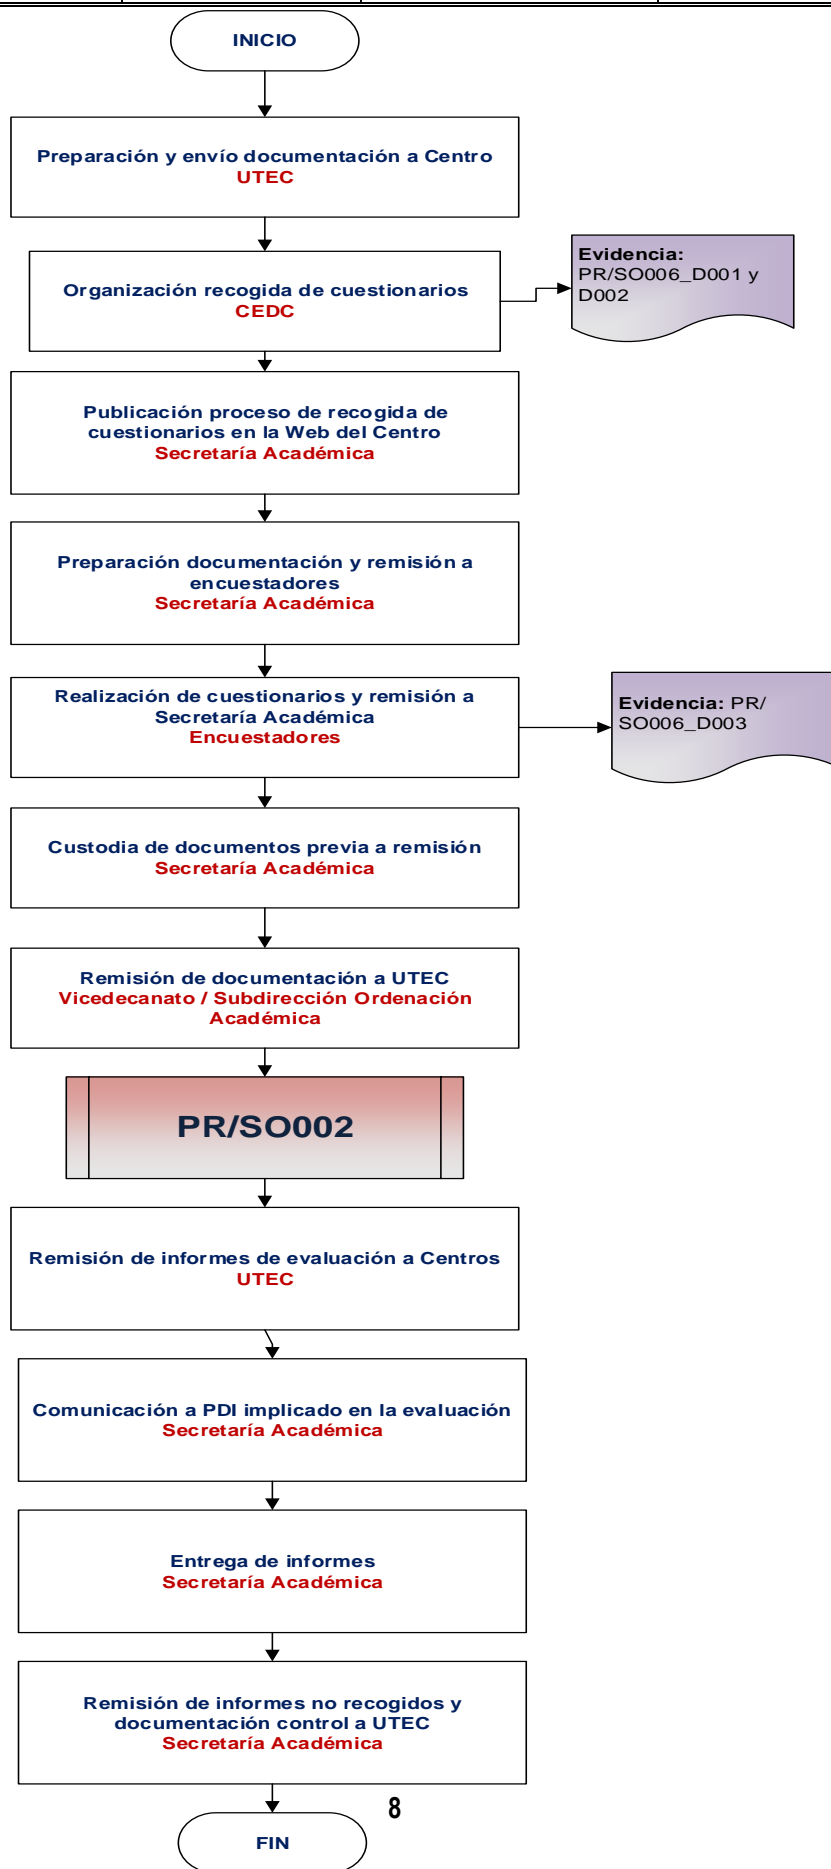 INICIO
Preparación y envío documentación a Centro
UTEC
Organización recogida de cuestionarios
CEDC
Evidencia:
PR/SO006_D001 y
D002
Publicación proceso de recogida de
cuestionarios en la Web del Centro
Secretaría Académica
Preparación documentación y remisión a
encuestadores
Secretaría Académica
Realización de cuestionarios y remisión a
Secretaría Académica
Encuestadores
Evidencia: PR/
SO006_D003
Custodia de documentos previa a remisión
Secretaría Académica
Remisión de documentación a UTEC
Vicedecanato / Subdirección Ordenación
Académica
PR/SO002
Remisión de informes de evaluación a Centros
UTEC
Comunicación a PDI implicado en la evaluación
Secretaría Académica
Entrega de informes
Secretaría Académica
Remisión de informes no recogidos y
documentación control a UTEC
Secretaría Académica
8
FIN